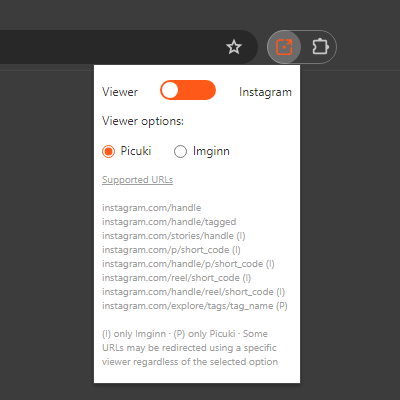 Viewer Instagram
Viewer options:
Picuki Imginn
Supported URLs
instagram.com/handle
instagram.com/handle/tagged
instagram.com/stories/handle (I)
instagram.com/p/short_code (I)
instagram.com/handle/p/short_code (I)
instagram.com/reel/short_code (I)
instagram.com/handle/reel/short_code (I)
instagram.com/explore/tags/tag_name (P)
(I) only Imginn · (P) only Picuki · Some
URLs may be redirected using a specific
viewer regardless of the selected option